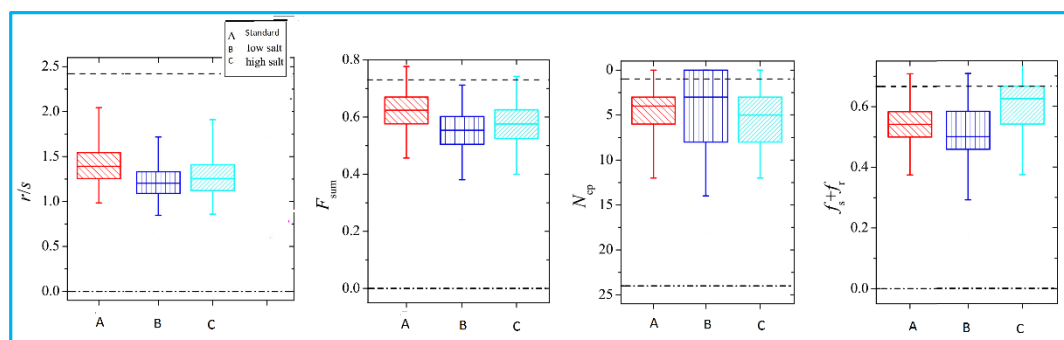 A Standard
B low salt
C high salt
r/s
2.5
2.0
1.5
1.0
0.5
0.0
A B C
F sum
0.8
0.6
0.4
0.2
0.0
A B C
N cp
0
5
10
15
20
25
A B C
f s + f r
0.6
0.4
0.2
0.0
A B C